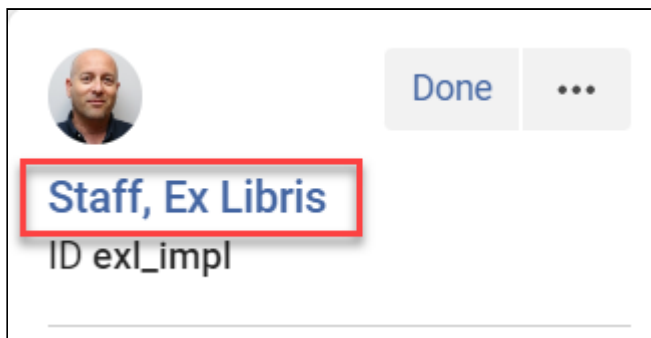 Done ...
Staff, Ex Libris
ID exl_impl